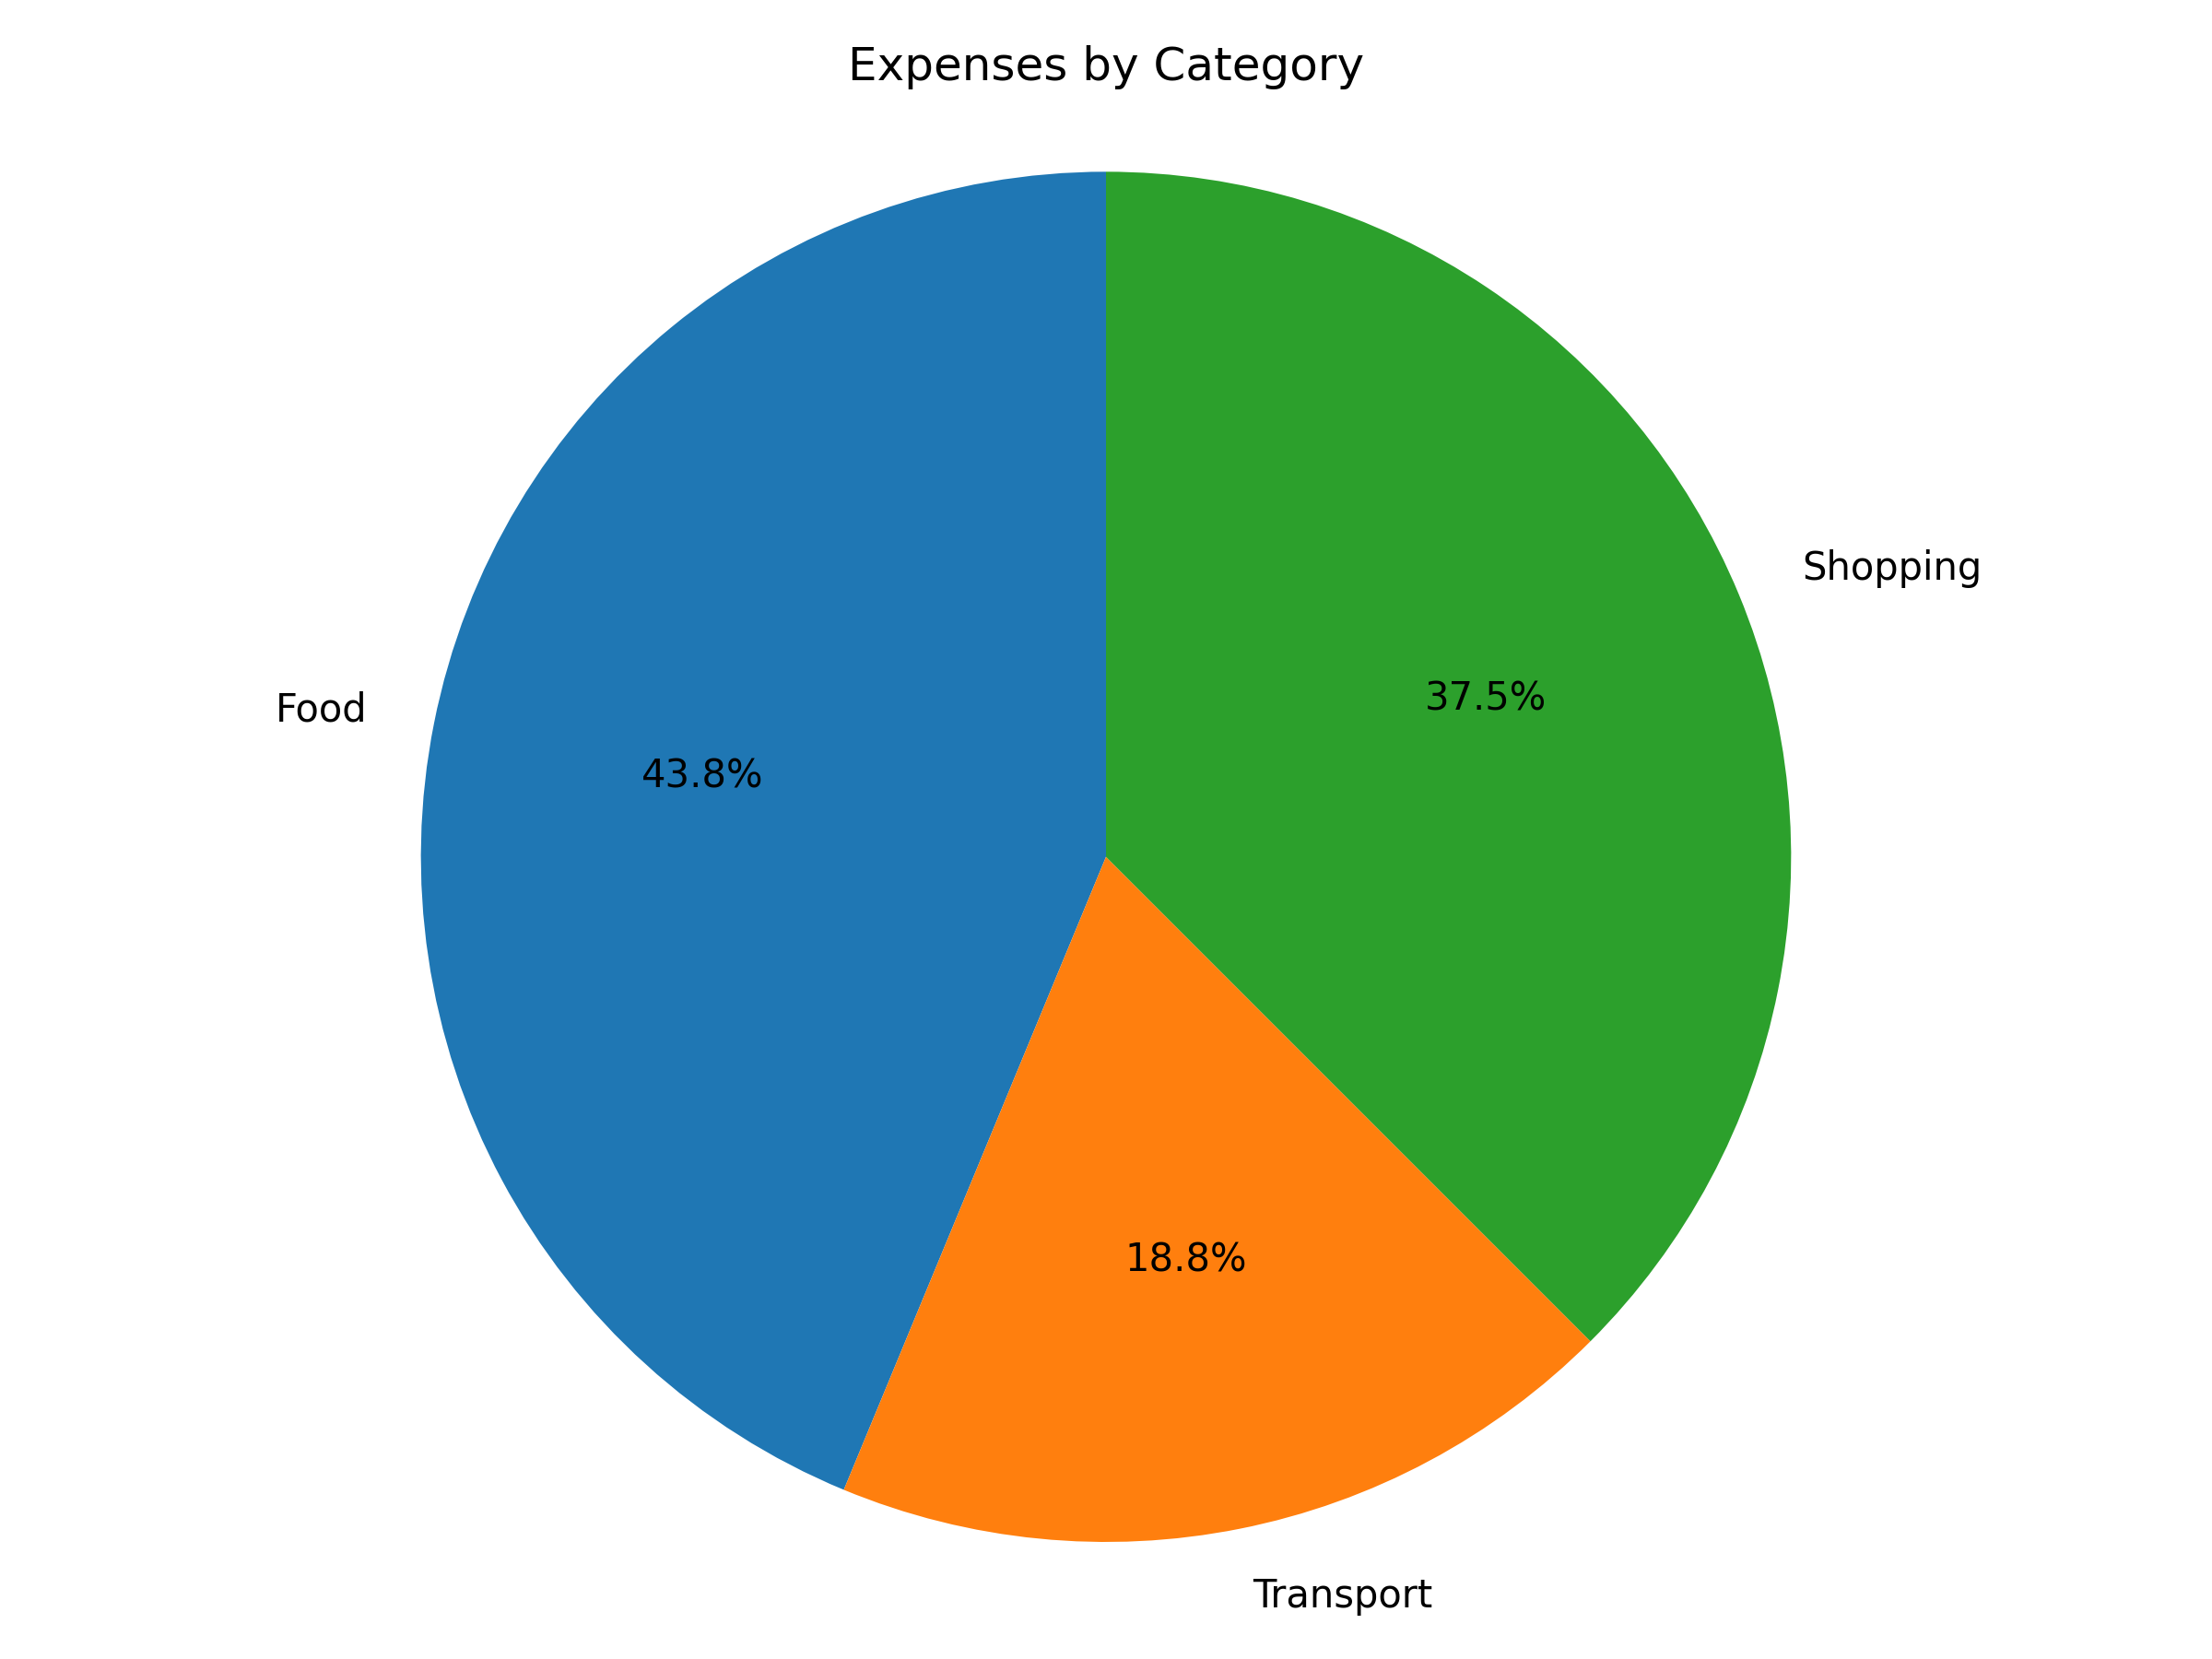 Expenses by Category
Shopping
37.5%
Food
43.8%
18.8%
Transport